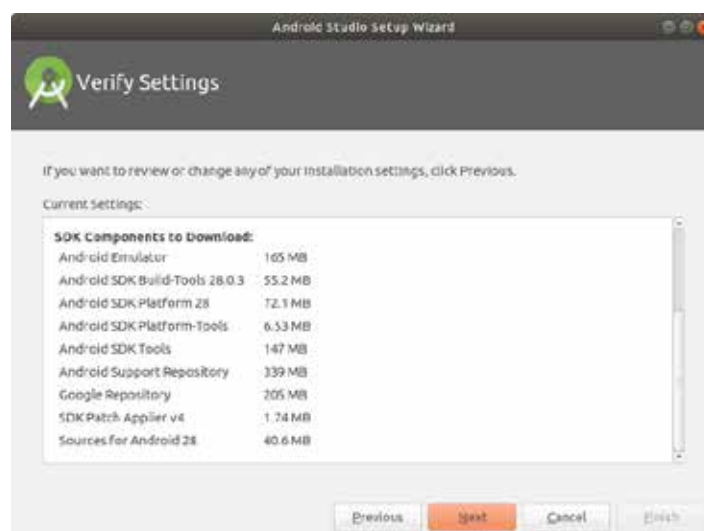 Android Studio Setup Wizard
Verify Settings
If you want to review or change any of your installation settings, click Previous.
Current Settings:
SDK Components to Download:
Android Emulator 165 MB
Android SDK Build-Tools 28.0.3 55.2 MB
Android SDK Platform 28 72.1 MB
Android SDK Platform-Tools 6.53 MB
Android SDK Tools 147 MB
Android Support Repository 339 MB
Google Repository 205 MB
SDK Patch Applier v4 1.74 MB
Sources for Android 28 40.6 MB
Previous Next Cancel Finish